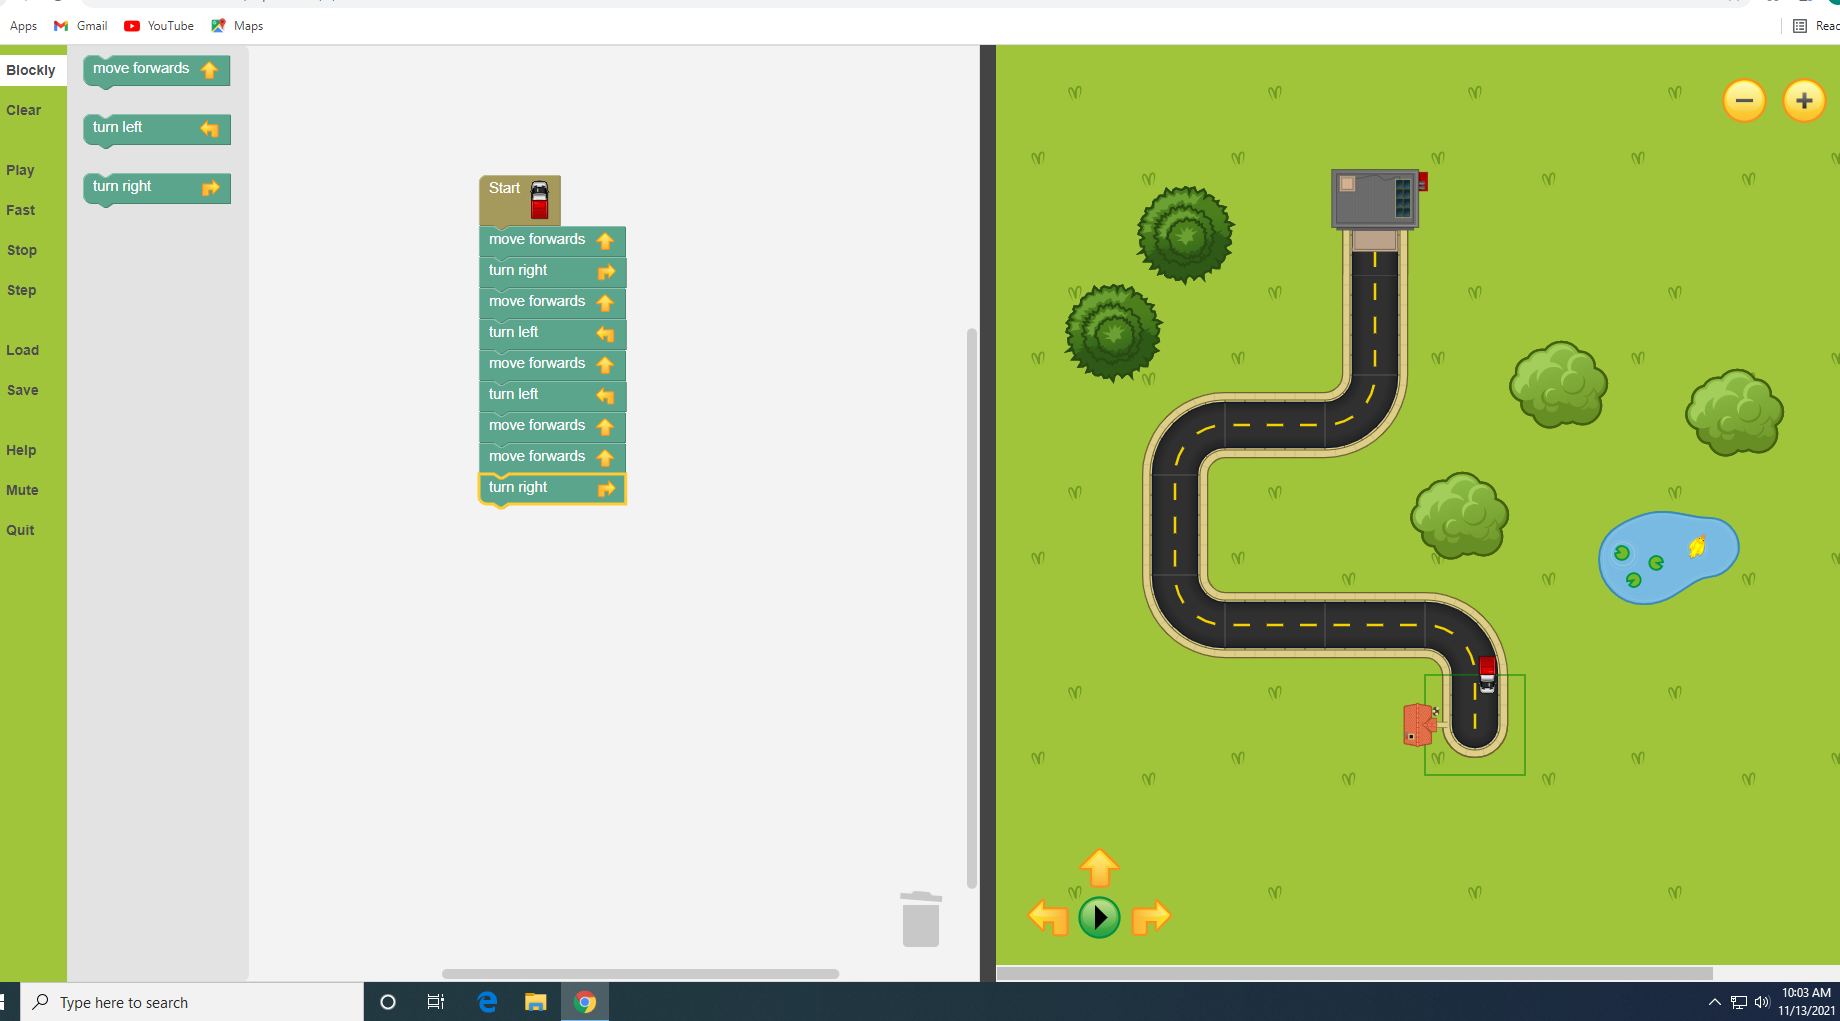 Apps Gmail YouTube Maps
Blockly
Clear
Play
Fast
Stop
Step
Load
Save
Help
Mute
Quit
move forwards
turn left
turn right
Start
move forwards
turn right
move forwards
turn left
move forwards
turn left
move forwards
move forwards
turn right
Type here to search
10:03 AM
11/13/2021